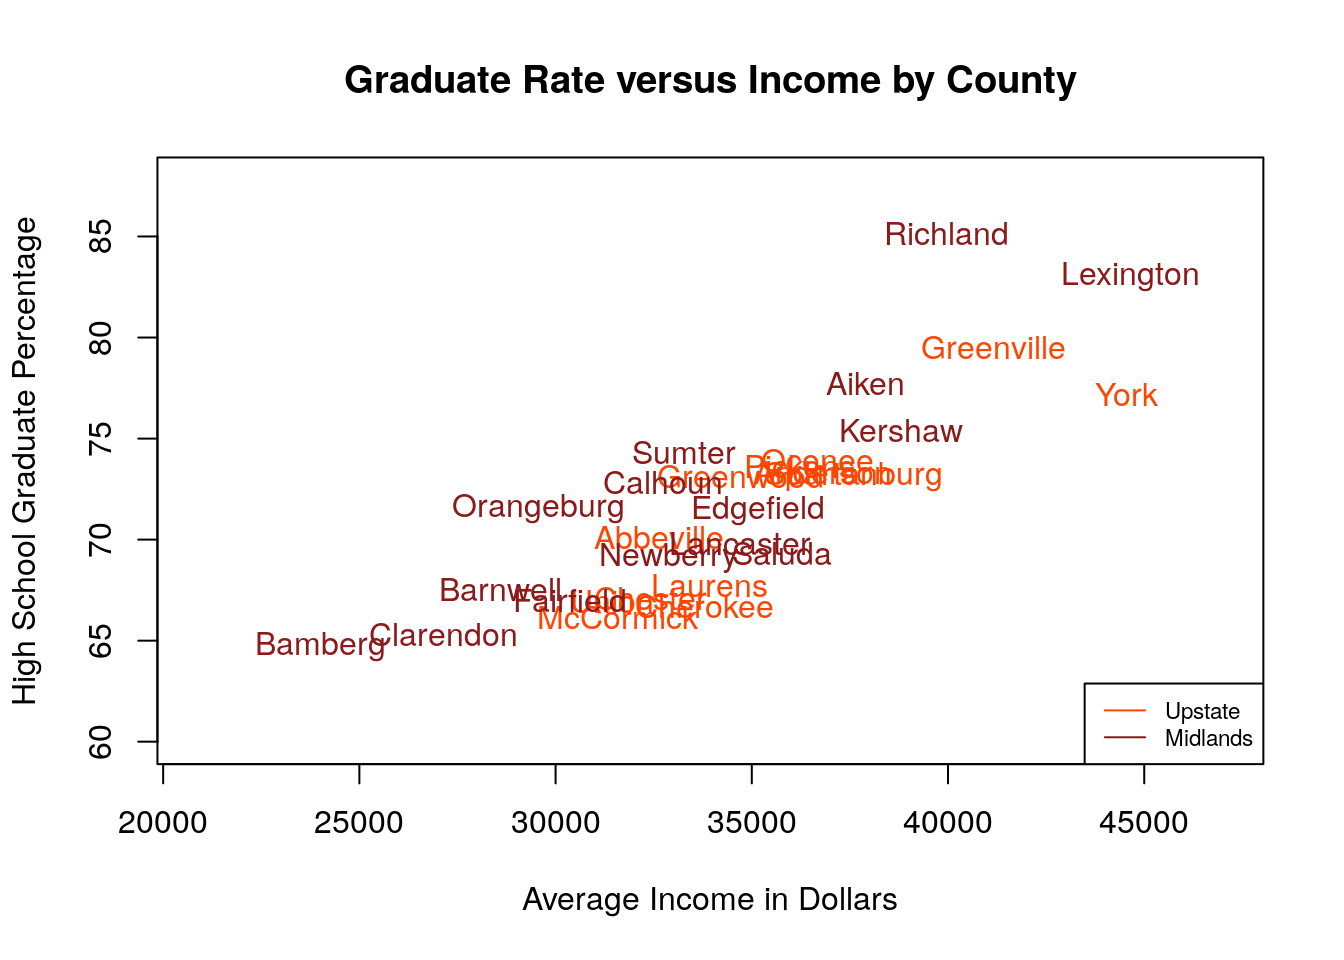 Graduate Rate versus Income by County
High School Graduate Percentage
85
80
75
70
65
60
Richland
Lexington
Greenville
Aiken
York
Kershaw
Sumter
Oconee
Pickens
Anderson
Spartanburg
Greenwood
Calhoun
Orangeburg
Edgefield
Abbeville
Lancaster
Newberry
Saluda
Laurens
Barnwell
Fairfield
Chester
Union
Cherokee
McCormick
Clarendon
Bamberg
Upstate
Midlands
20000
25000
30000
35000
40000
45000
Average Income in Dollars